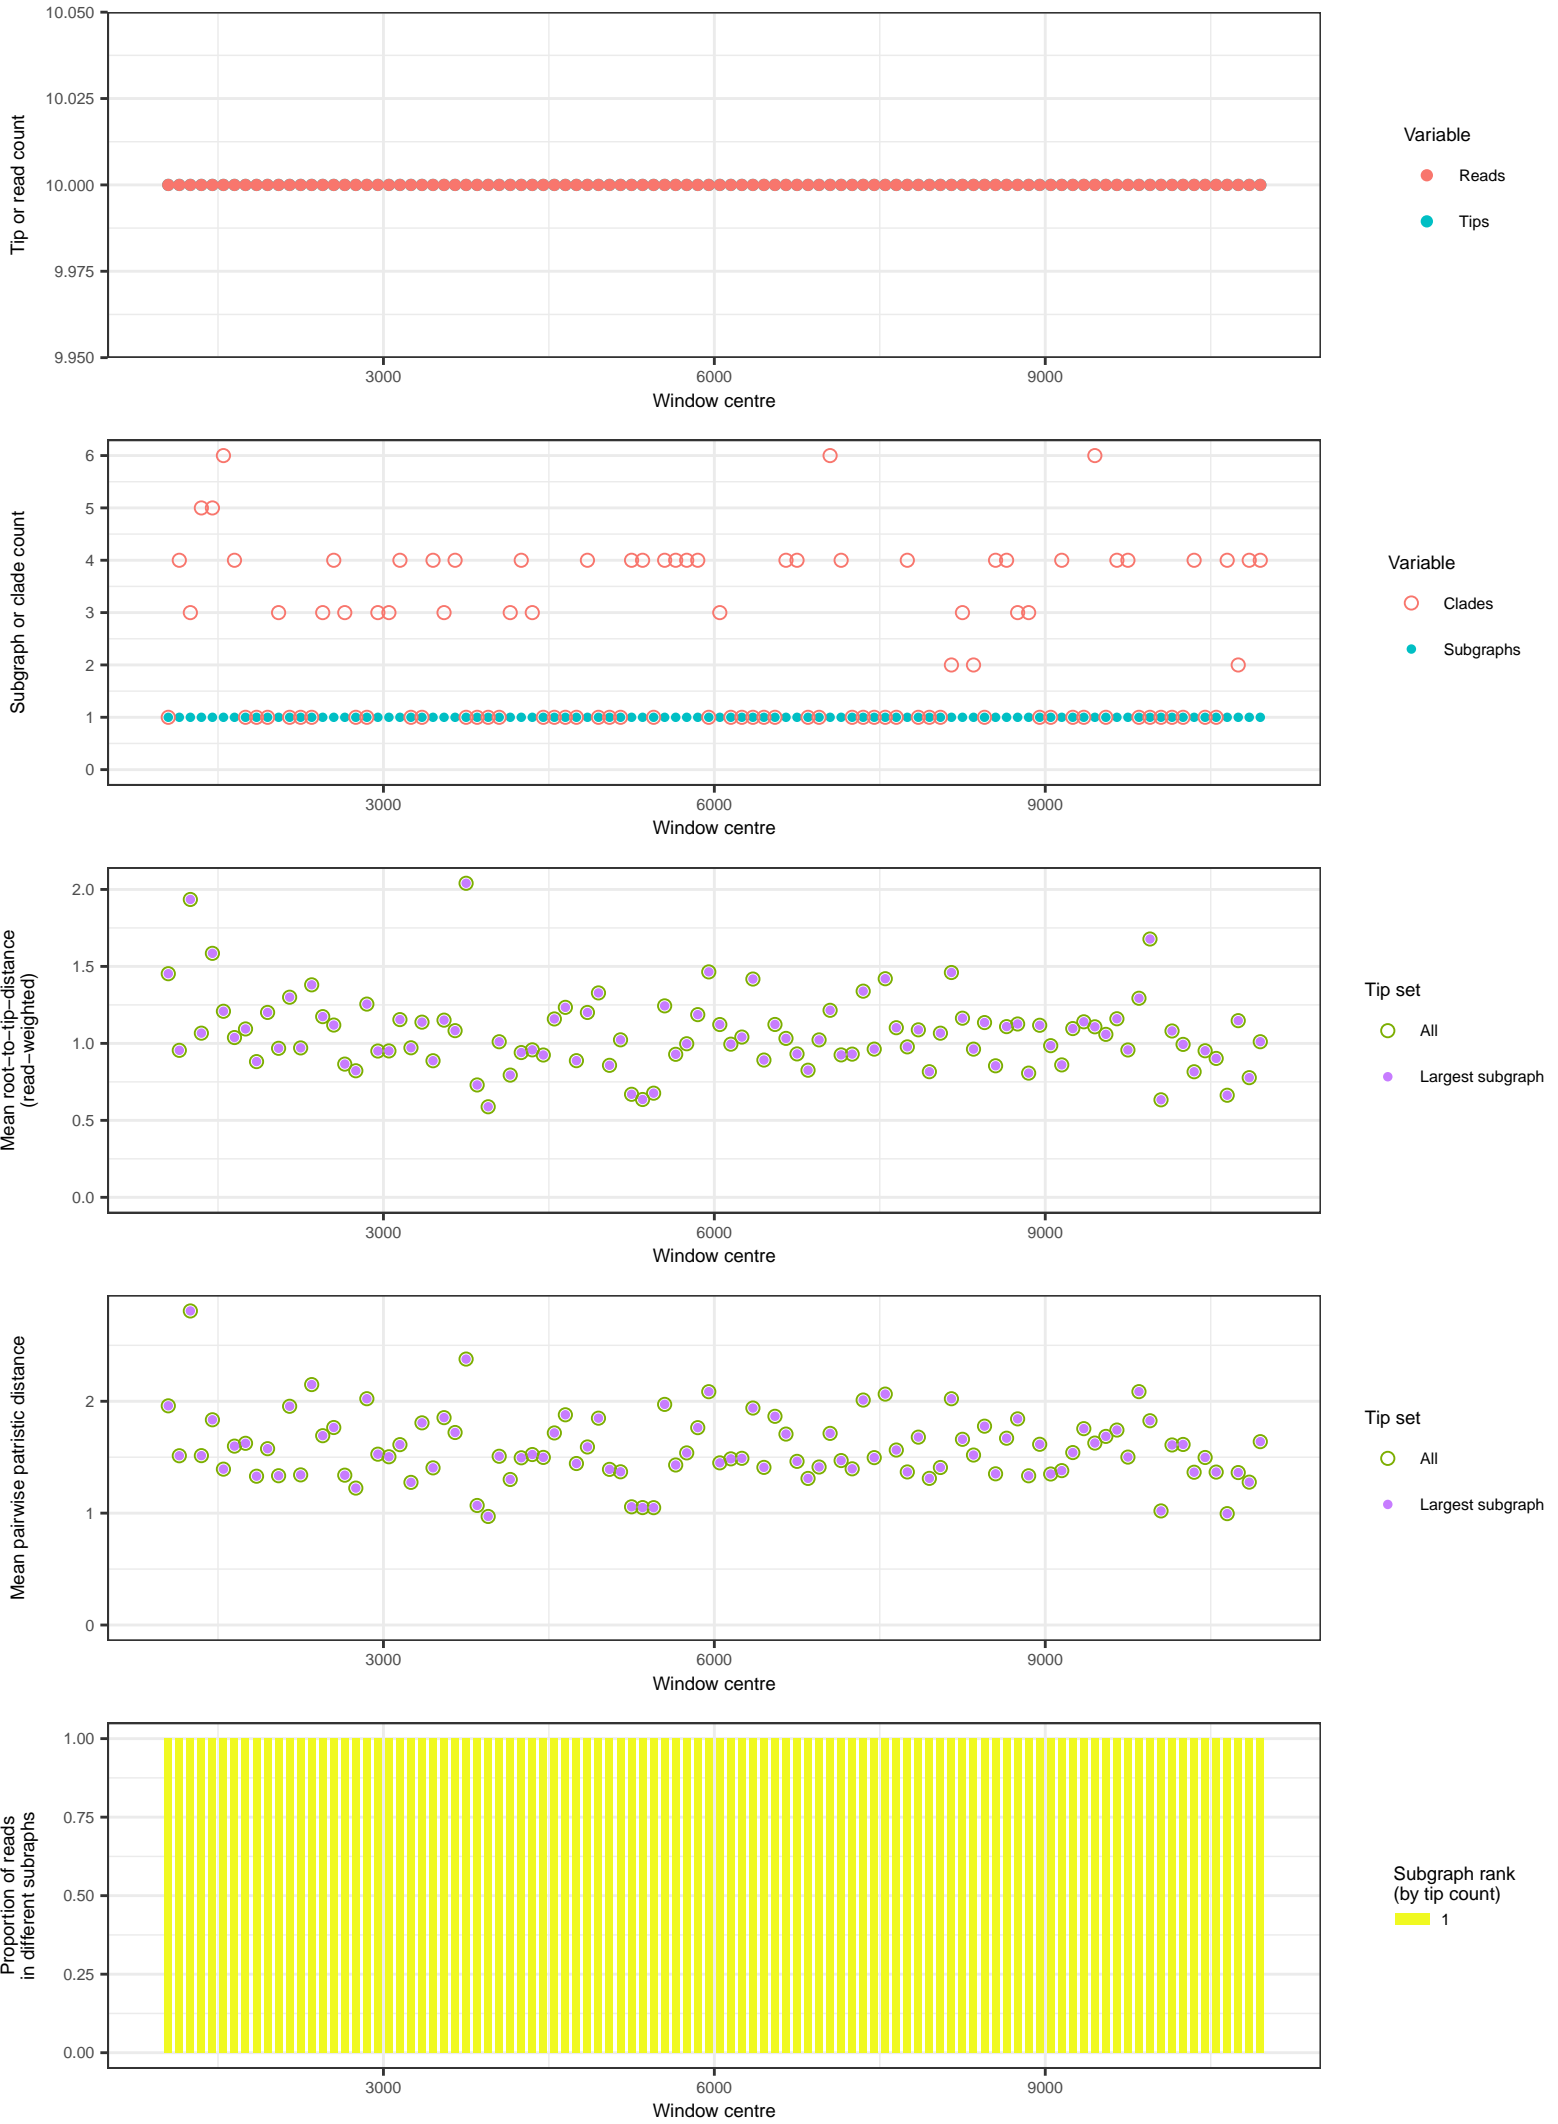 10.050
10.025
10.000
9.975
9.950
Tip or read count
3000 6000 9000
Window centre
Variable
Reads
Tips
6
5
4
3
2
1
0
Subgraph or clade count
3000 6000 9000
Window centre
Variable
Clades
Subgraphs
2.0
1.5
1.0
0.5
0.0
Mean root−to−tip−distance
(read−weighted)
3000 6000 9000
Window centre
Tip set
All
Largest subgraph
2
1
0
Mean pairwise patristic distance
3000 6000 9000
Window centre
Tip set
All
Largest subgraph
1.00
0.75
0.50
0.25
0.00
Proportion of reads
in different subraphs
3000 6000 9000
Window centre
Subgraph rank
(by tip count)
1